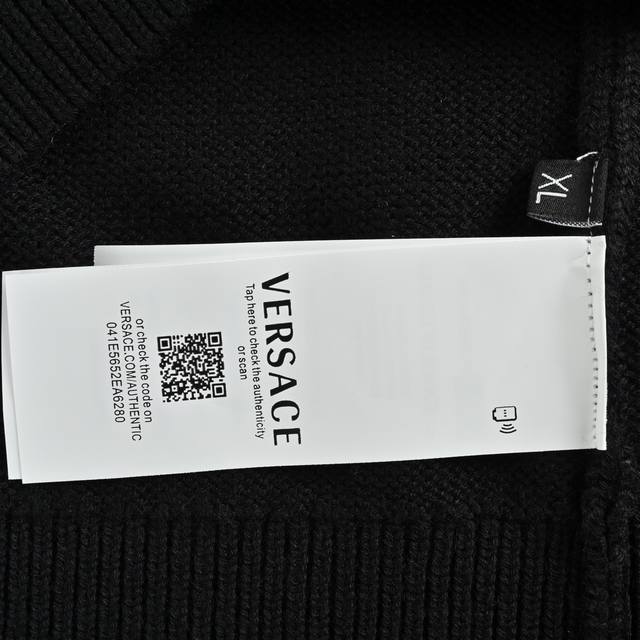 XL
VERSACE
Tap here to check the authenticity
or scan
or check the code on
VERSACE.COM/AUTHENTIC
041E5652EA6280